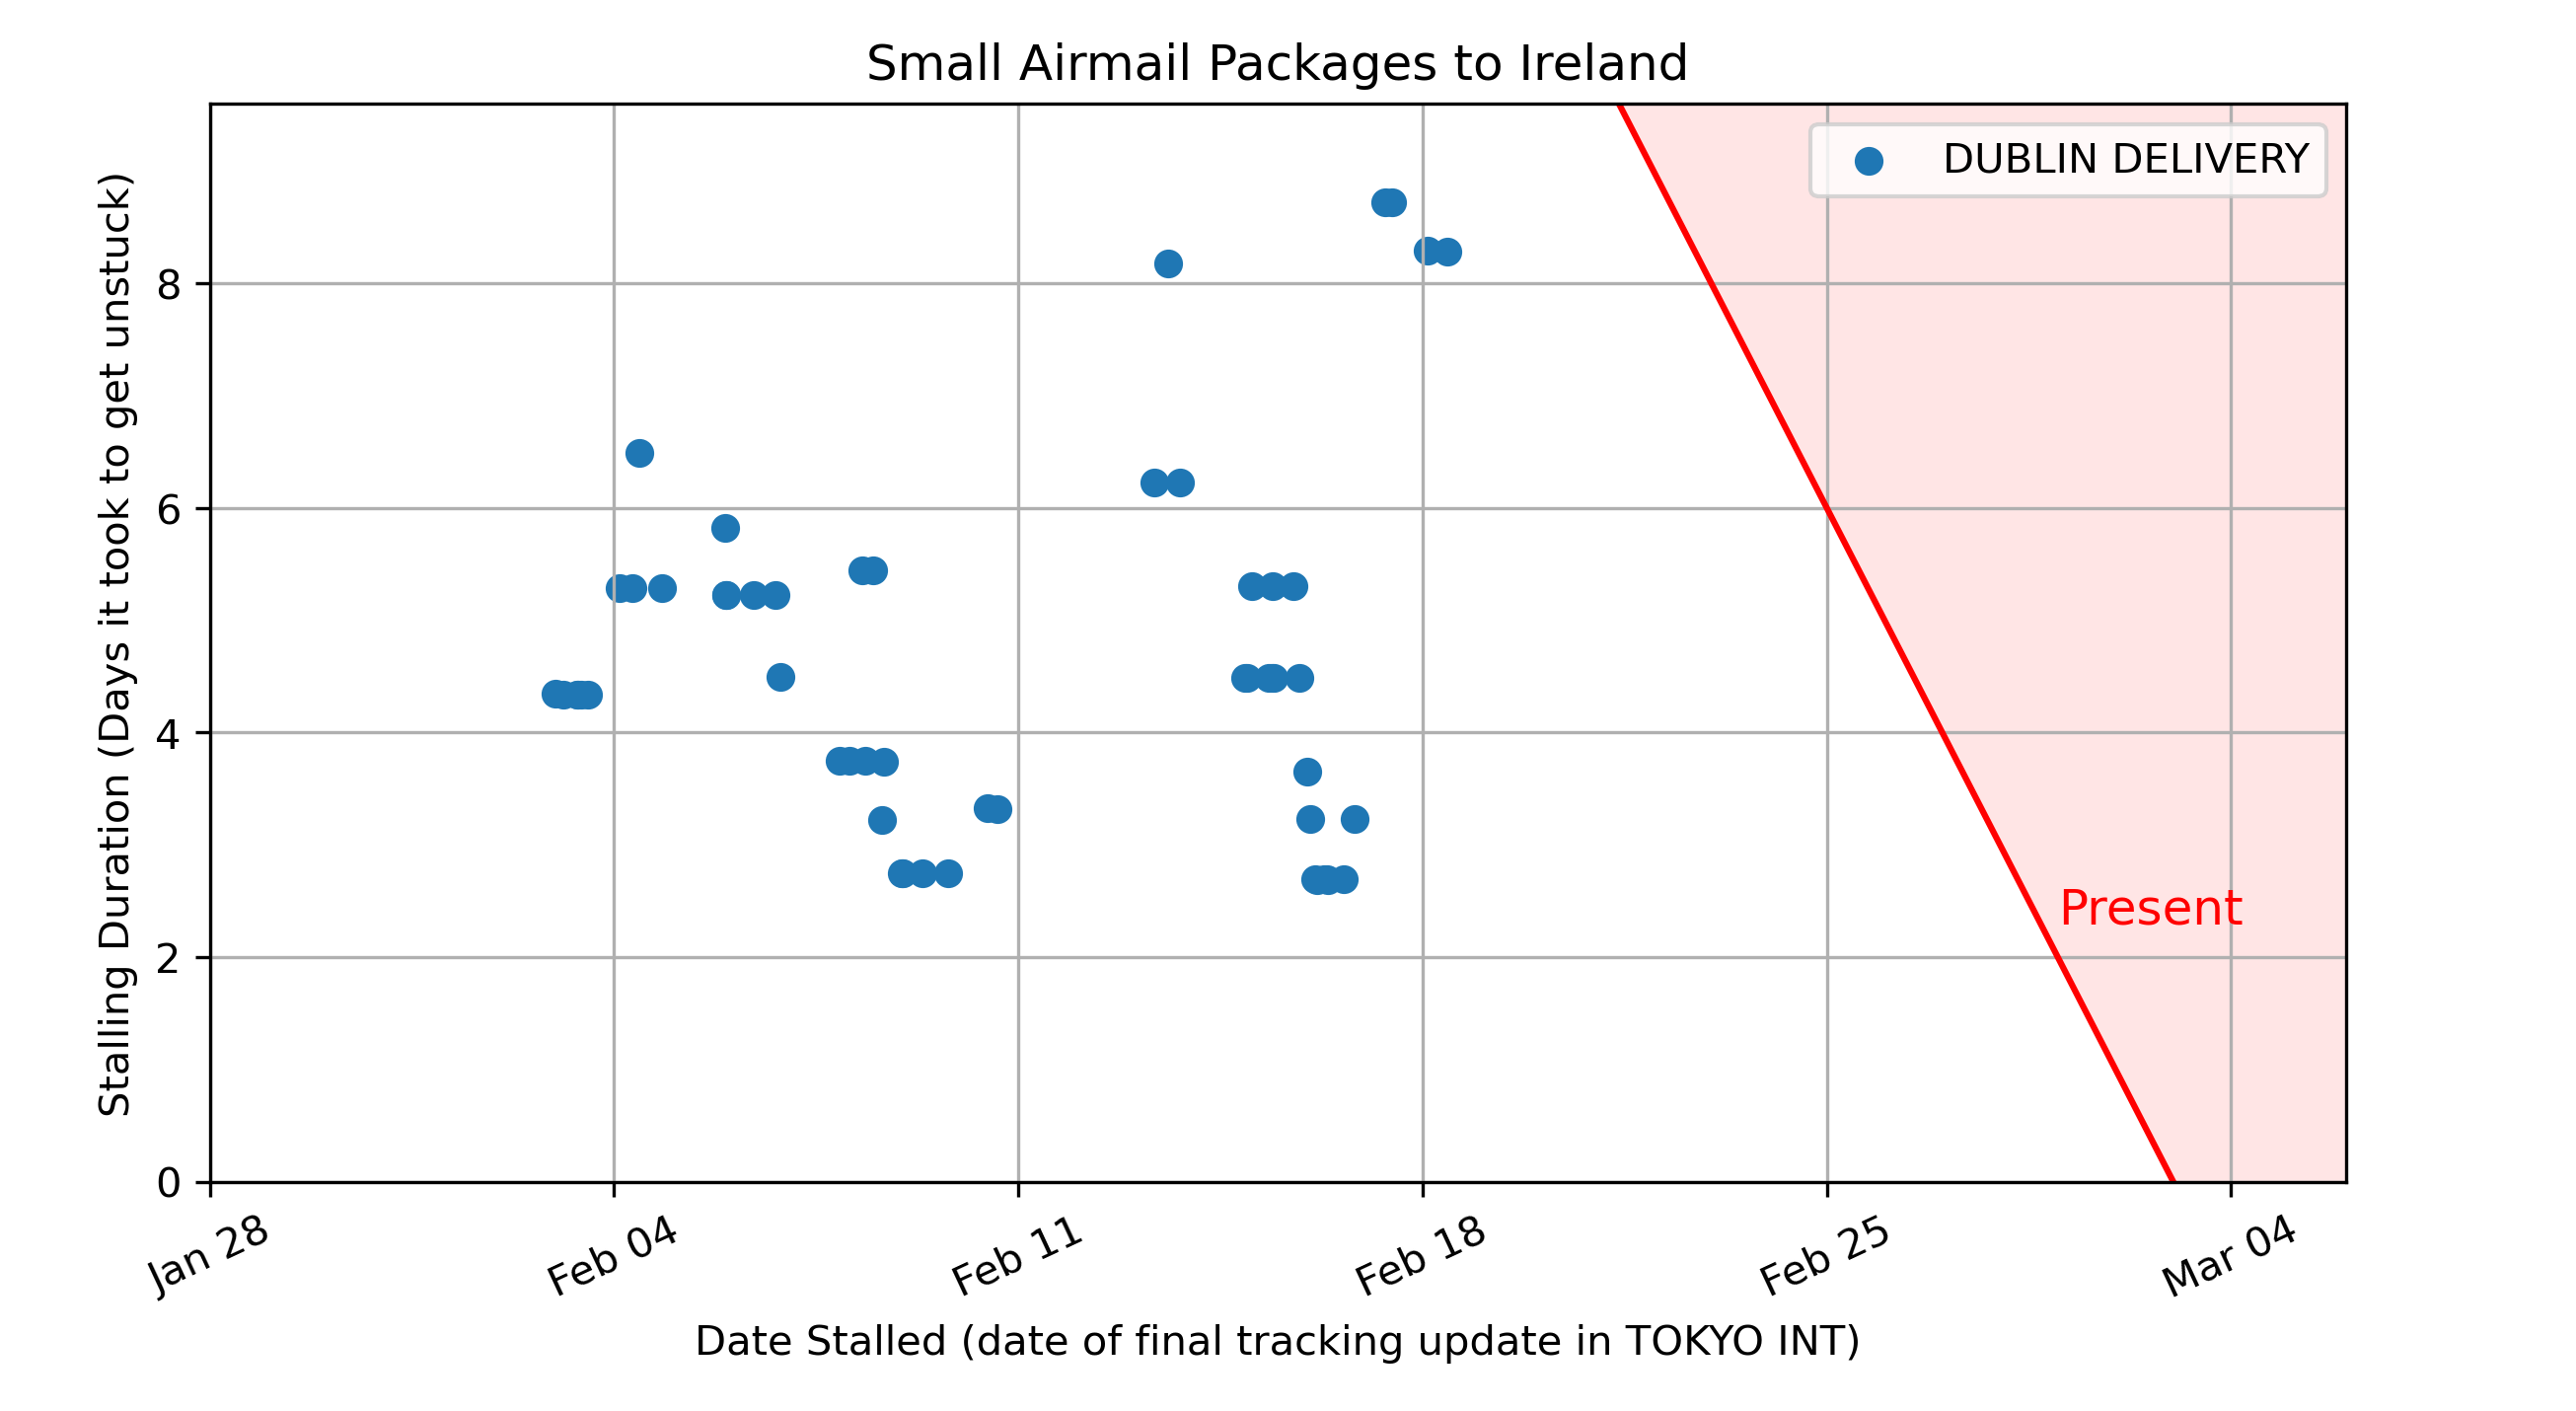 Small Airmail Packages to Ireland
DUBLIN DELIVERY
Stalling Duration (Days it took to get unstuck)
8
6
4
2
0
Present
Jan 28
Feb 04
Feb 11
Feb 18
Feb 25
Mar 04
Date Stalled (date of final tracking update in TOKYO INT)